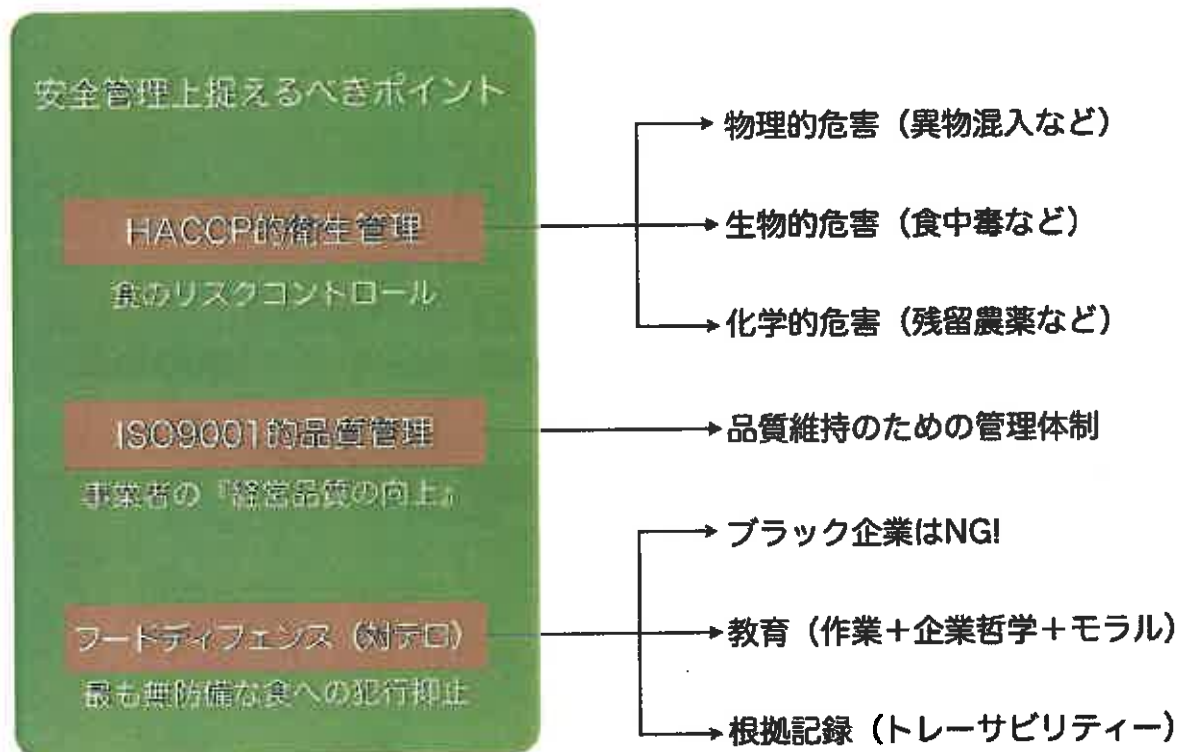 安全管理上捉えるべきポイント
HACCP的衛生管理
食のリスクコントロール
物理的危害（異物混入など）
生物的危害（食中毒など）
化学的危害（残留農薬など）
ISO9001的品質管理
事業者の『経営品質の向上』
品質維持のための管理体制
フードディフェンス（対テロ）
最も無防備な食への犯行抑止
ブラック企業はNG!
教育（作業＋企業哲学＋モラル）
根拠記録（トレーサビリティー）